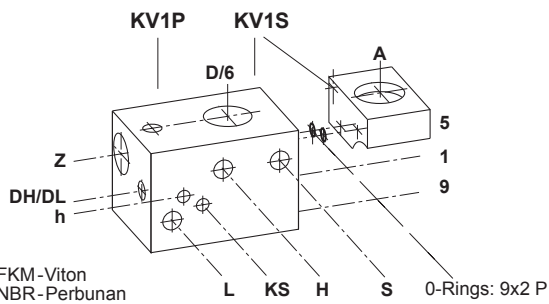 KV1P KV1S
D/6 A
5
Z 1
DH/DL 9
h
FKM-Viton
NBR-Perbunan
L KS H S 0-Rings: 9x2 P